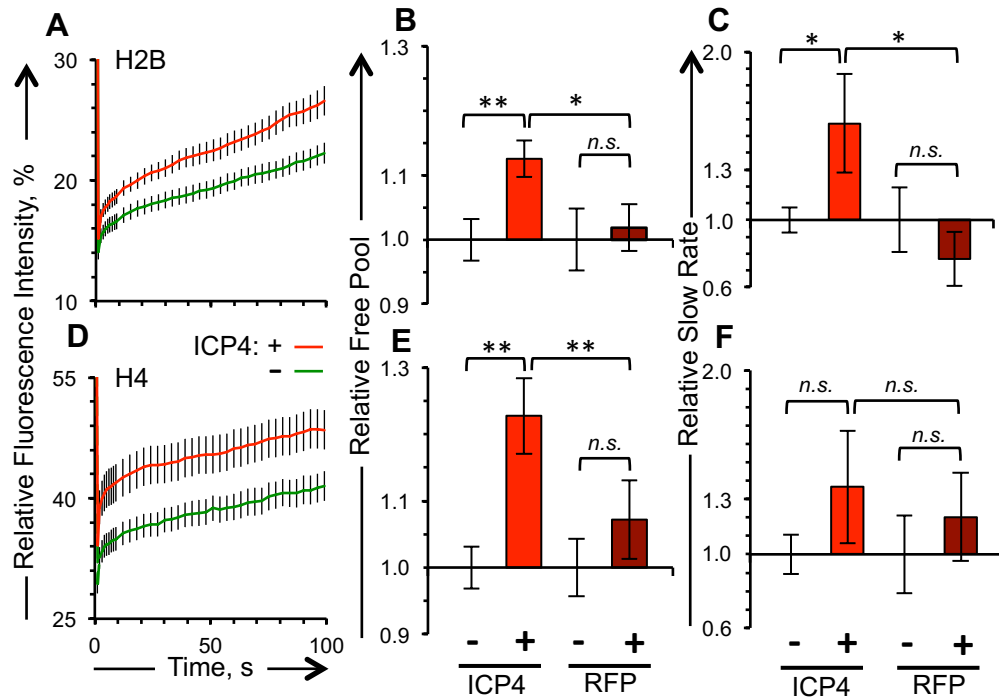 A
H2B
Relative Fluorescence Intensity, %
30
20
10
B
Relative Free Pool
1.3
1.1
1.0
0.9
**
*
n.s.
C
Relative Slow Rate
2.0
1.3
1.0
0.6
*
*
n.s.
D
H4
ICP4: +
-
55
40
25
0
50
100
Time, s
E
1.3
1.1
1.0
0.9
**
**
n.s.
- + - +
ICP4 RFP
F
2.0
1.3
1.0
0.6
n.s.
n.s.
n.s.
- + - +
ICP4 RFP